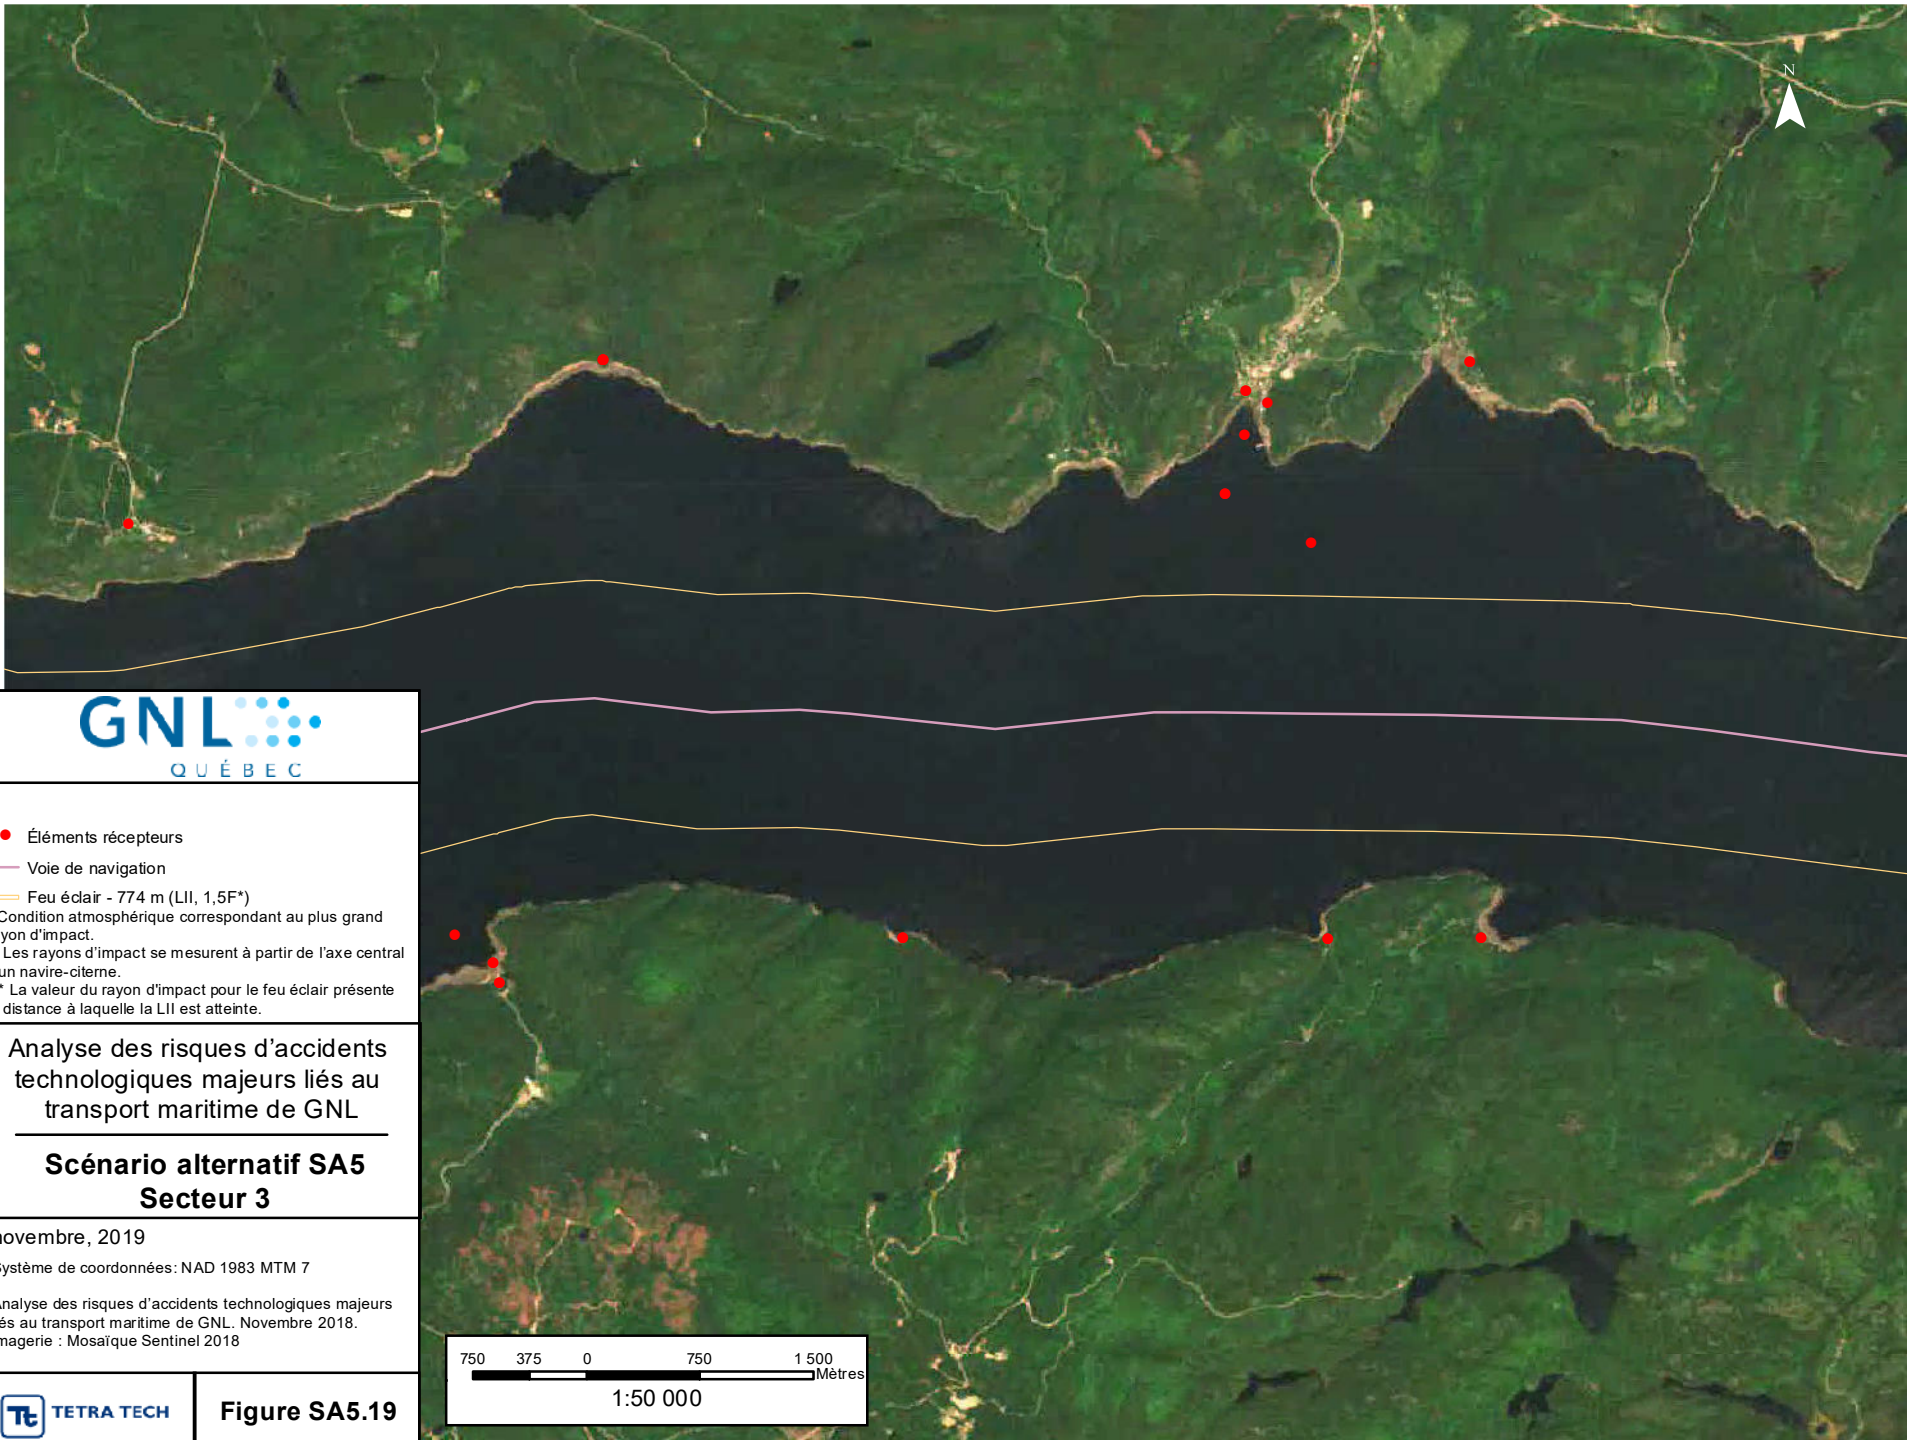 N
GNL
QUÉBEC
Éléments récepteurs
Voie de navigation
Feu éclair - 774 m (LII, 1,5F*)
Condition atmosphérique correspondant au plus grand
yon d'impact.
Les rayons d'impact se mesurent à partir de l'axe central
un navire-citerne.
* La valeur du rayon d'impact pour le feu éclair présente
distance à laquelle la LII est atteinte.
Analyse des risques d'accidents
technologiques majeurs liés au
transport maritime de GNL
Scénario alternatif SA5
Secteur 3
novembre, 2019
Système de coordonnées: NAD 1983 MTM 7
Analyse des risques d'accidents technologiques majeurs
és au transport maritime de GNL. Novembre 2018.
magerie : Mosaïque Sentinel 2018
Tt TETRA TECH
Figure SA5.19
750 375 0 750 1 500
Mètres
1:50 000